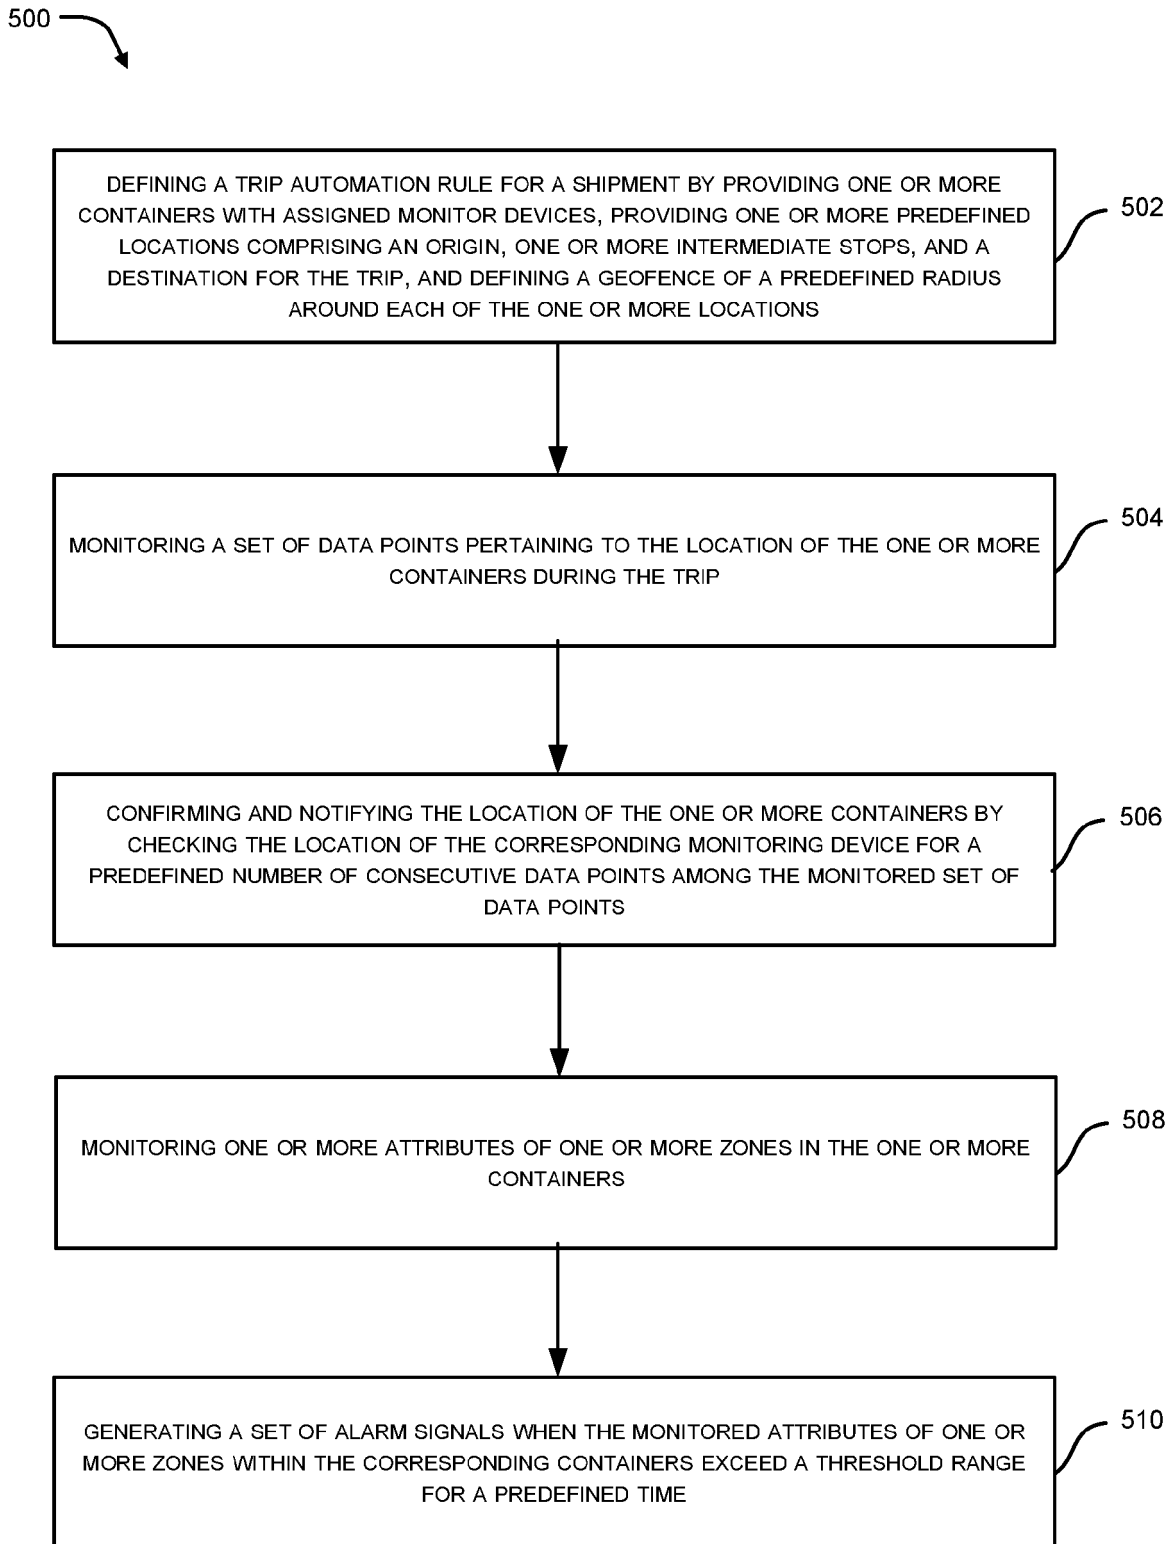 500
DEFINING A TRIP AUTOMATION RULE FOR A SHIPMENT BY PROVIDING ONE OR MORE
CONTAINERS WITH ASSIGNED MONITOR DEVICES, PROVIDING ONE OR MORE PREDEFINED
LOCATIONS COMPRISING AN ORIGIN, ONE OR MORE INTERMEDIATE STOPS, AND A
DESTINATION FOR THE TRIP, AND DEFINING A GEOFENCE OF A PREDEFINED RADIUS
AROUND EACH OF THE ONE OR MORE LOCATIONS
502
MONITORING A SET OF DATA POINTS PERTAINING TO THE LOCATION OF THE ONE OR MORE
CONTAINERS DURING THE TRIP
504
CONFIRMING AND NOTIFYING THE LOCATION OF THE ONE OR MORE CONTAINERS BY
CHECKING THE LOCATION OF THE CORRESPONDING MONITORING DEVICE FOR A
PREDEFINED NUMBER OF CONSECUTIVE DATA POINTS AMONG THE MONITORED SET OF
DATA POINTS
506
MONITORING ONE OR MORE ATTRIBUTES OF ONE OR MORE ZONES IN THE ONE OR MORE
CONTAINERS
508
GENERATING A SET OF ALARM SIGNALS WHEN THE MONITORED ATTRIBUTES OF ONE OR
MORE ZONES WITHIN THE CORRESPONDING CONTAINERS EXCEED A THRESHOLD RANGE
FOR A PREDEFINED TIME
510